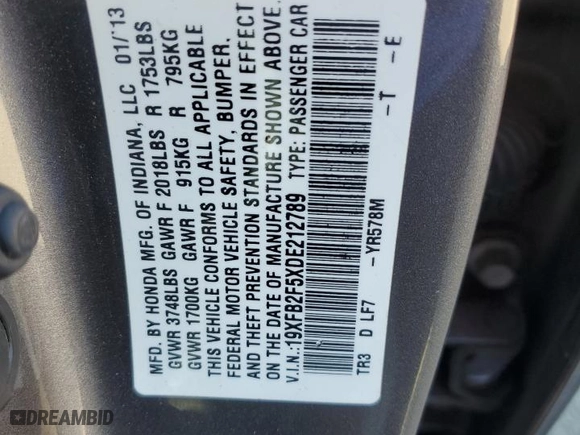 MFD. BY HONDA MFG. OF INDIANA, LLC 01/'13
GVWR 3748LBS GAWR F 2018LBS R 1753LBS
GVWR 1700KG GAWR F 915KG R 795KG
THIS VEHICLE CONFORMS TO ALL APPLICABLE
FEDERAL MOTOR VEHICLE SAFETY, BUMPER,
AND THEFT PREVENTION STANDARDS IN EFFECT
ON THE DATE OF MANUFACTURE SHOWN ABOVE.
V.I.N.:19XFB2F5XDE212789 TYPE: PASSENGER CAR
-YR578M -T -E
TR3 D LF7
DREAMBID